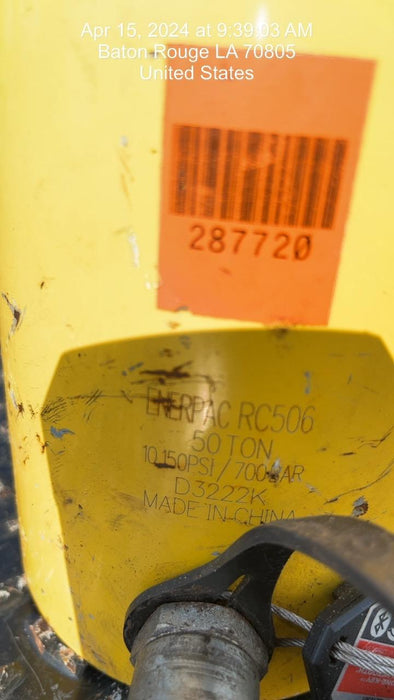 Apr 15, 2024 at 9:39:03 AM
Baton Rouge LA 70805
United States
287720
ENERPAC RC506
50 TON
10,150PSI / 700BAR
D3222K
MADE IN CHINA